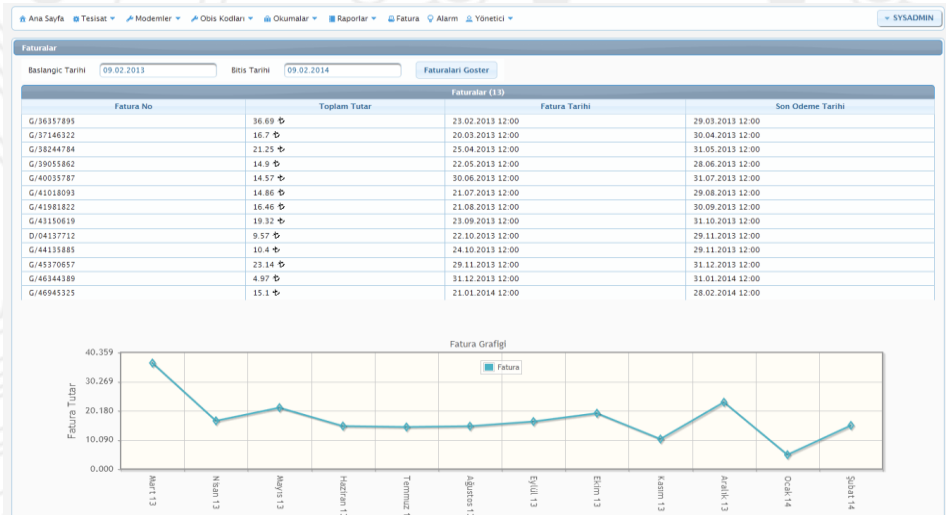 Ana Sayfa Tesisat Modemler Obis Kodları Okumalar Raporlar Fatura Alarm Yönetici SYSADMIN
Faturalar
Baslangic Tarihi 09.02.2013 Bitis Tarihi 09.02.2014 Faturalari Goster
Faturalar (13)
Fatura No Toplam Tutar Fatura Tarihi Son Odeme Tarihi
G/36357895 36.69 ₺ 23.02.2013 12:00 29.03.2013 12:00
G/37146322 16.7 ₺ 20.03.2013 12:00 30.04.2013 12:00
G/38244784 21.25 ₺ 25.04.2013 12:00 31.05.2013 12:00
G/39055862 14.9 ₺ 22.05.2013 12:00 28.06.2013 12:00
G/40035787 14.57 ₺ 30.06.2013 12:00 31.07.2013 12:00
G/41018093 14.86 ₺ 21.07.2013 12:00 29.08.2013 12:00
G/41981822 16.46 ₺ 21.08.2013 12:00 30.09.2013 12:00
G/43150619 19.32 ₺ 23.09.2013 12:00 31.10.2013 12:00
D/04137712 9.57 ₺ 22.10.2013 12:00 29.11.2013 12:00
G/44135885 10.4 ₺ 24.10.2013 12:00 29.11.2013 12:00
G/45370657 23.14 ₺ 29.11.2013 12:00 31.12.2013 12:00
G/46344389 4.97 ₺ 31.12.2013 12:00 31.01.2014 12:00
G/46945325 15.1 ₺ 21.01.2014 12:00 28.02.2014 12:00
Fatura Grafigi
Fatura
Fatura Tutar
40.359
30.269
20.180
10.090
0.000
Mart 13 Nisan 13 Mayıs 13 Haziran 13 Temmuz 1 Ağustos 1 Eylül 13 Ekim 13 Kasım 13 Aralık 13 Ocak 14 Şubat 14